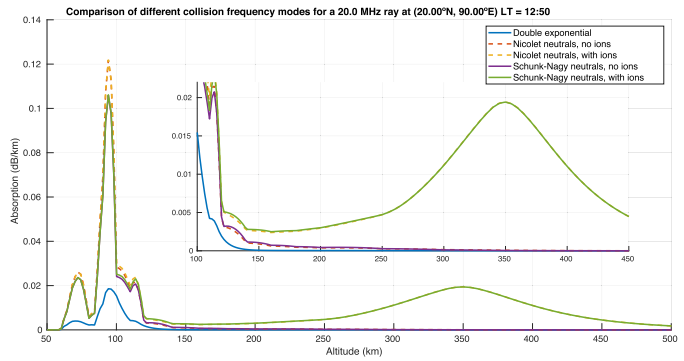 Comparison of different collision frequency modes for a 20.0 MHz ray at (20.00ºN, 90.00ºE) LT = 12:50
0.14
0.12
0.1
0.08
0.06
0.04
0.02
0
Absorption (dB/km)
Double exponential
Nicolet neutrals, no ions
Nicolet neutrals, with ions
Schunk-Nagy neutrals, no ions
Schunk-Nagy neutrals, with ions
0.02
0.015
0.01
0.005
0
100 150 200 250 300 350 400 450
50 100 150 200 250 300 350 400 450 500
Altitude (km)